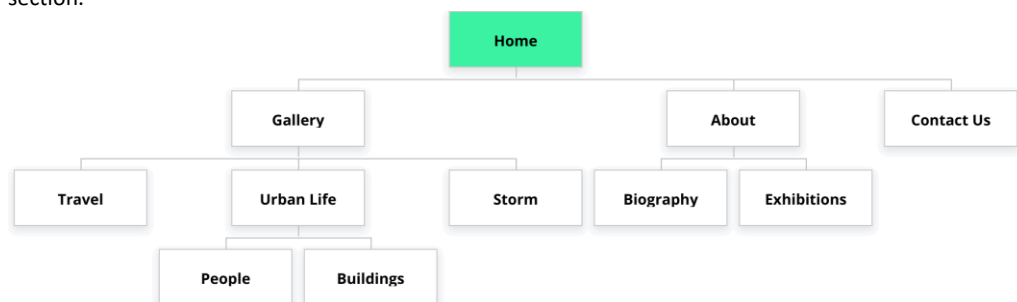 section.
Home
Gallery
About
Contact Us
Travel
Urban Life
Storm
Biography
Exhibitions
People
Buildings